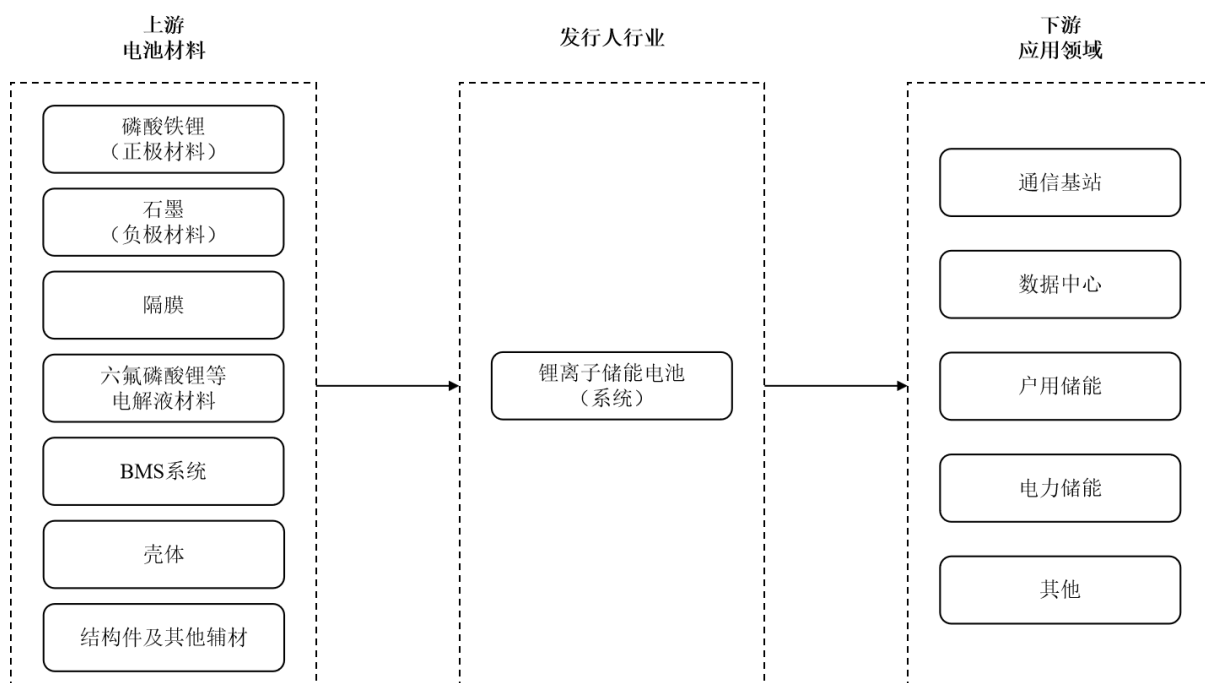 上游
电池材料
磷酸铁锂
（正极材料）
石墨
（负极材料）
隔膜
六氟磷酸锂等
电解液材料
BMS系统
壳体
结构件及其他辅材
发行人行业
锂离子储能电池
（系统）
下游
应用领域
通信基站
数据中心
户用储能
电力储能
其他